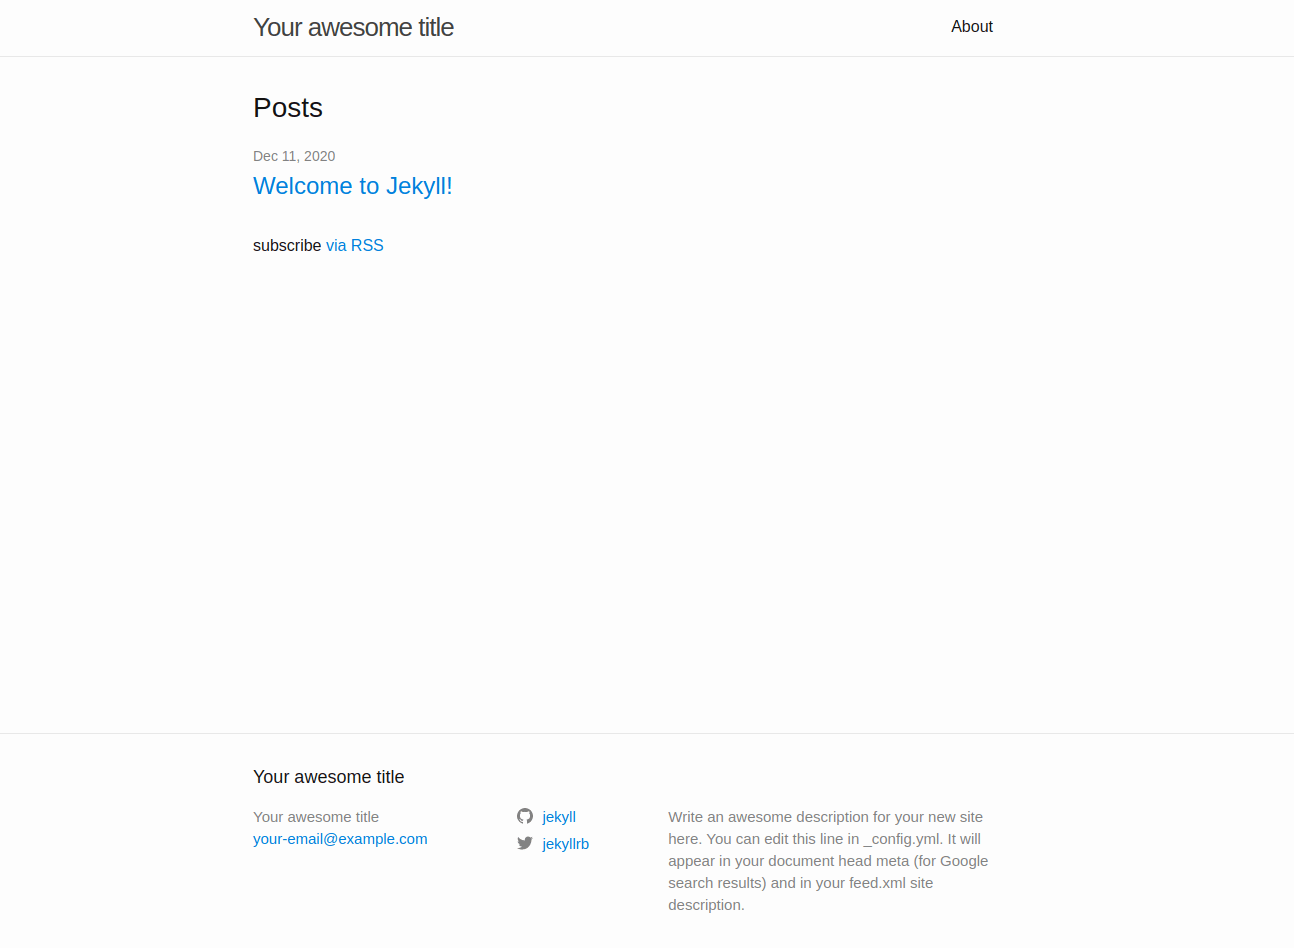 Your awesome title
About
Posts
Dec 11, 2020
Welcome to Jekyll!
subscribe via RSS
Your awesome title
Your awesome title
your-email@example.com
jekyll
jekyllrb
Write an awesome description for your new site
here. You can edit this line in _config.yml. It will
appear in your document head meta (for Google
search results) and in your feed.xml site
description.